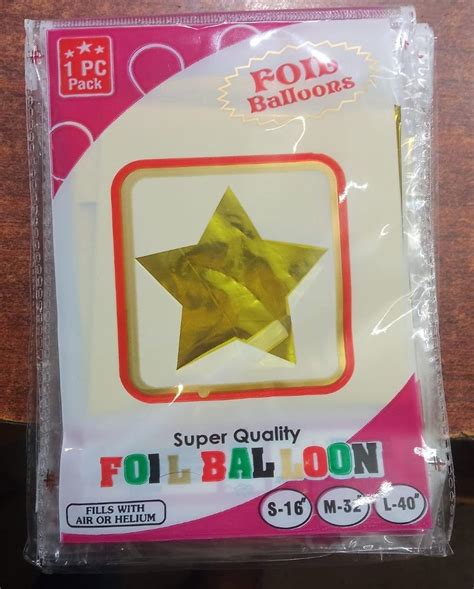 1 PC
Pack
FOIL
Balloons
Super Quality
FOIL BALLOON
FILLS WITH
AIR OR HELIUM
S-16"
M-32"
L-40"